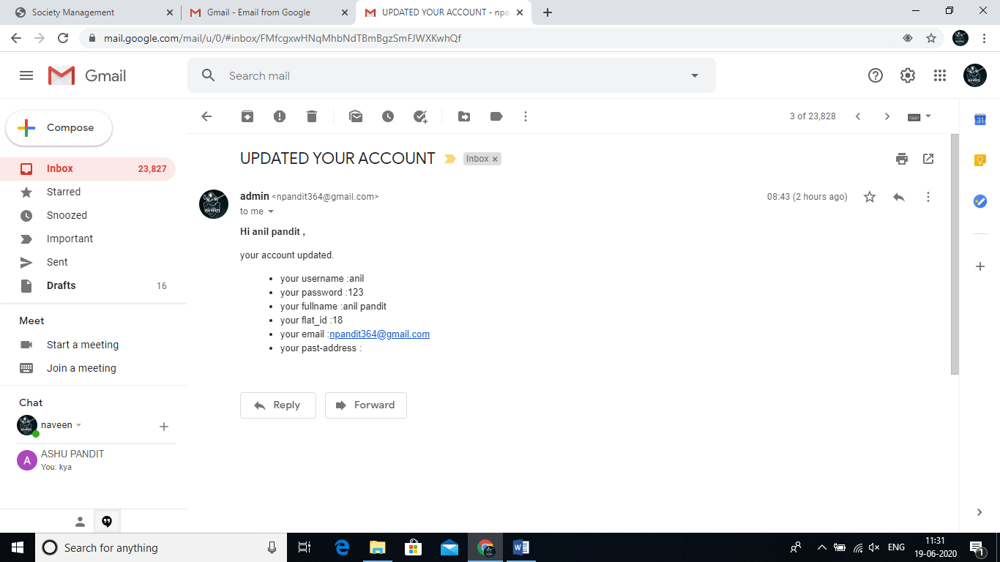 Society Management
Gmail - Email from Google
UPDATED YOUR ACCOUNT - npa
mail.google.com/mail/u/0/#inbox/FMfcgxwHNqMhbNdTBmBgzSmFJWXKwhQf
Gmail
Search mail
Compose
3 of 23,828
31
Inbox 23,827
Starred
Snoozed
Important
Sent
Drafts 16
Meet
Start a meeting
Join a meeting
Chat
naveen
A
ASHU PANDIT
You: kya
UPDATED YOUR ACCOUNT Inbox x
admin <npandit364@gmail.com> 08:43 (2 hours ago)
to me
Hi anil pandit ,
your account updated.
• your username :anil
• your password :123
• your fullname :anil pandit
• your flat_id :18
• your email :npandit364@gmail.com
• your past-address :
Reply Forward
Search for anything
ENG
11:31
19-06-2020
1